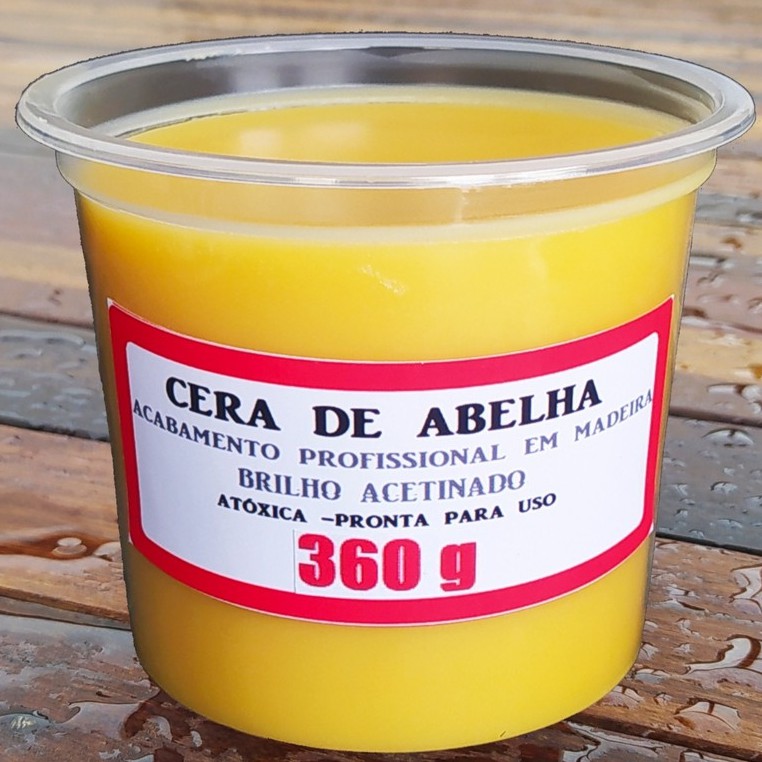 CERA DE ABELHA
ACABAMENTO PROFISSIONAL EM MADEIRA
BRILHO ACETINADO
ATÓXICA -PRONTA PARA USO
360 g